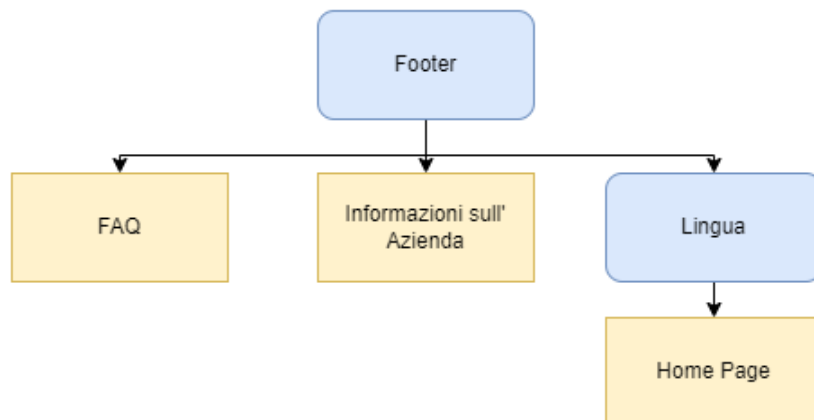 Footer
FAQ
Informazioni sull'
Azienda
Lingua
Home Page